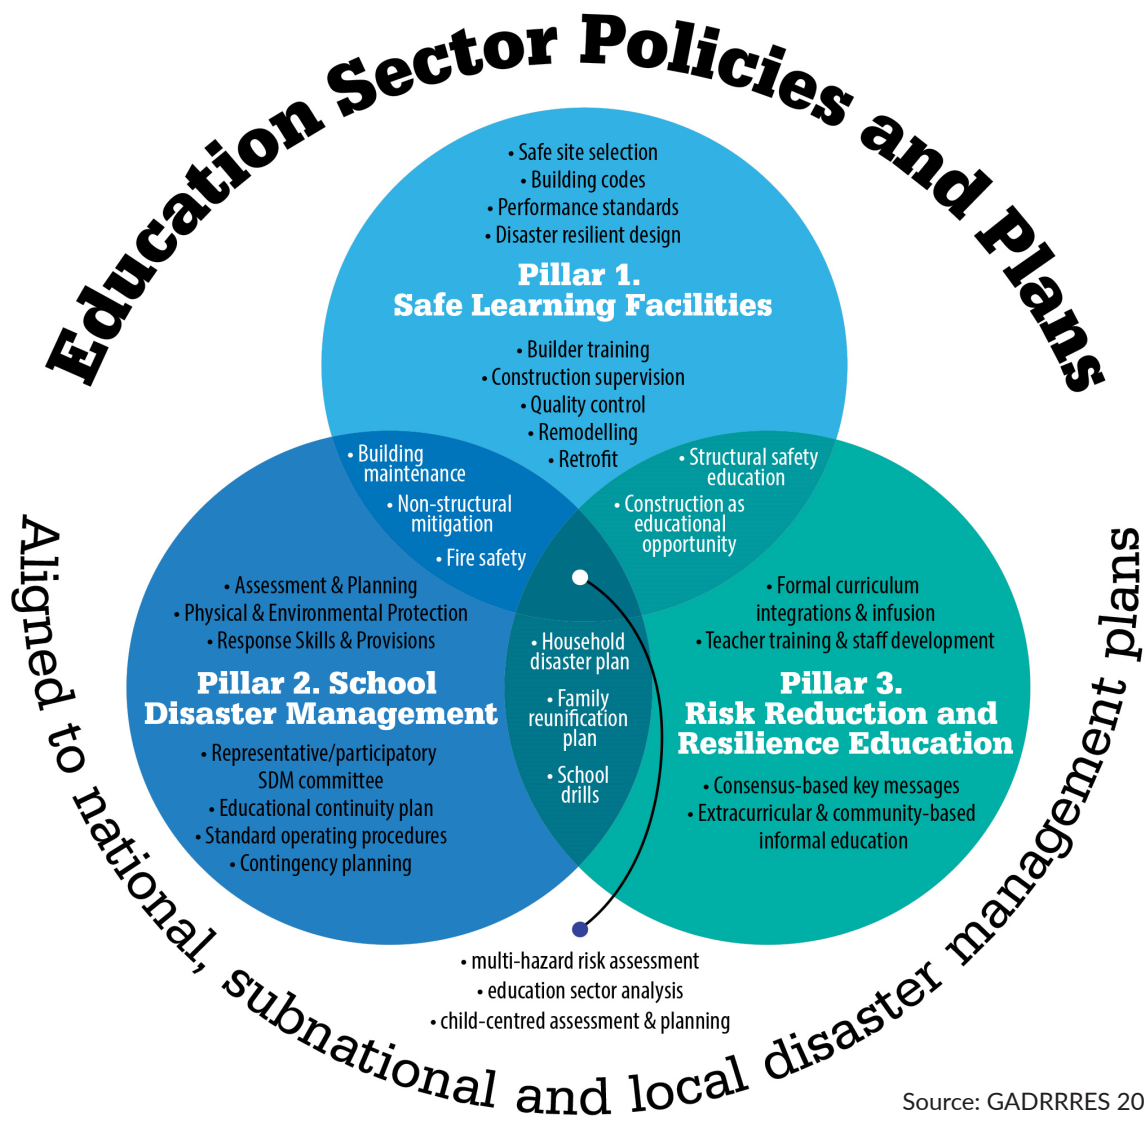 Education Sector Policies and Plans
• Safe site selection
• Building codes
• Performance standards
• Disaster resilient design
Pillar 1.
Safe Learning Facilities
• Builder training
• Construction supervision
• Quality control
• Remodelling
• Retrofit
• Building
maintenance
• Non-structural
mitigation
• Fire safety
• Structural safety
education
• Construction as
educational
opportunity
• Assessment & Planning
• Physical & Environmental Protection
• Response Skills & Provisions
Pillar 2. School
Disaster Management
• Representative/participatory
SDM committee
• Educational continuity plan
• Standard operating procedures
• Contingency planning
• Household
disaster plan
• Family
reunification
plan
• School
drills
• Formal curriculum
integrations & infusion
• Teacher training & staff development
Pillar 3.
Risk Reduction and
Resilience Education
• Consensus-based key messages
• Extracurricular & community-based
informal education
• multi-hazard risk assessment
• education sector analysis
• child-centred assessment & planning
Aligned to national, subnational and local disaster management plans
Source: GADRRRES 20